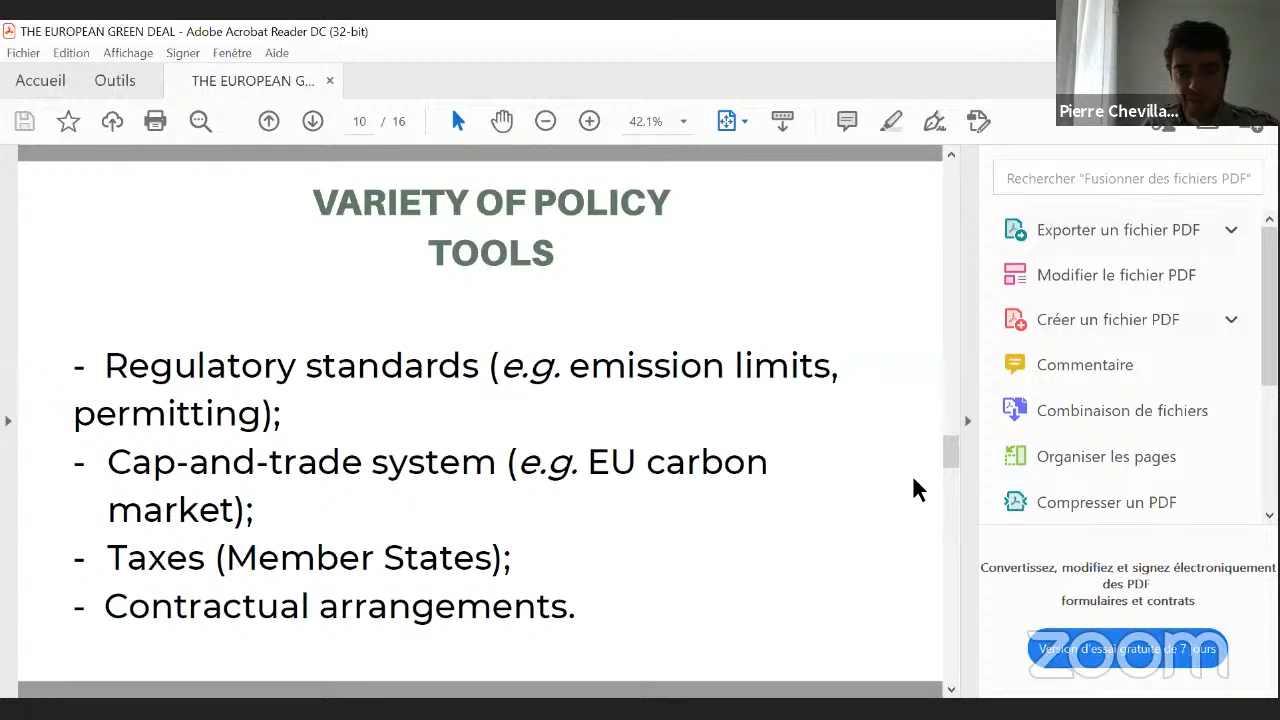 THE EUROPEAN GREEN DEAL - Adobe Acrobat Reader DC (32-bit)
Fichier Edition Affichage Signer Fenêtre Aide
Accueil Outils THE EUROPEAN G... ×
10 / 16 42,1%
Pierre Chevilla...
VARIETY OF POLICY
TOOLS
- Regulatory standards (e.g. emission limits,
permitting);
- Cap-and-trade system (e.g. EU carbon
market);
- Taxes (Member States);
- Contractual arrangements.
Rechercher "Fusionner des fichiers PDF"
Exporter un fichier PDF
Modifier le fichier PDF
Créer un fichier PDF
Commentaire
Combinaison de fichiers
Organiser les pages
Compresser un PDF
Convertissez, modifiez et signez électroniquement
des PDF
formulaires et contrats
Version d'essai gratuite de 7 jours
zoom